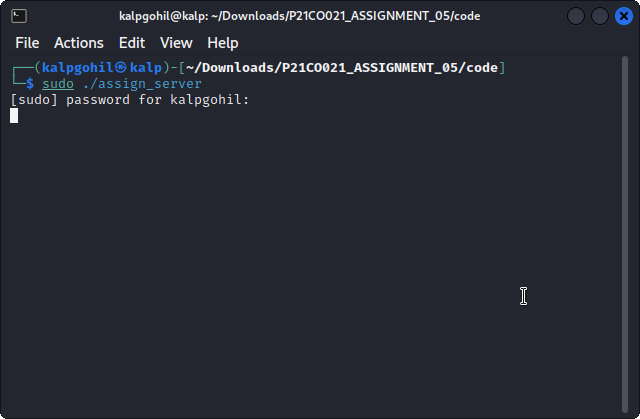 kalpgohil@kalp: ~/Downloads/P21CO021_ASSIGNMENT_05/code
File Actions Edit View Help
┌──(kalpgohil㉿kalp)-[~/Downloads/P21CO021_ASSIGNMENT_05/code]
└─$ sudo ./assign_server
[sudo] password for kalpgohil: